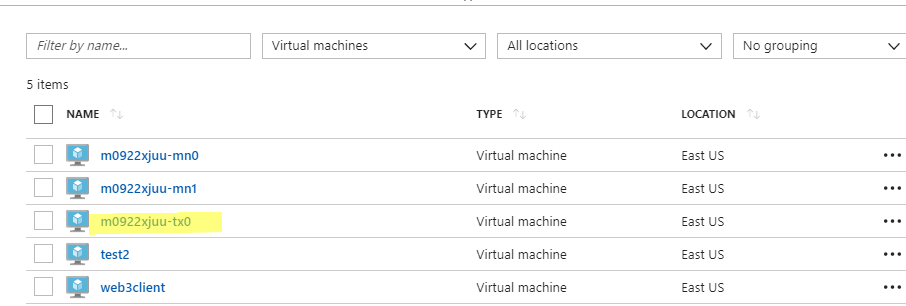 Filter by name... Virtual machines All locations No grouping
5 items
NAME TYPE LOCATION
m0922xjuu-mn0 Virtual machine East US
m0922xjuu-mn1 Virtual machine East US
m0922xjuu-tx0 Virtual machine East US
test2 Virtual machine East US
web3client Virtual machine East US